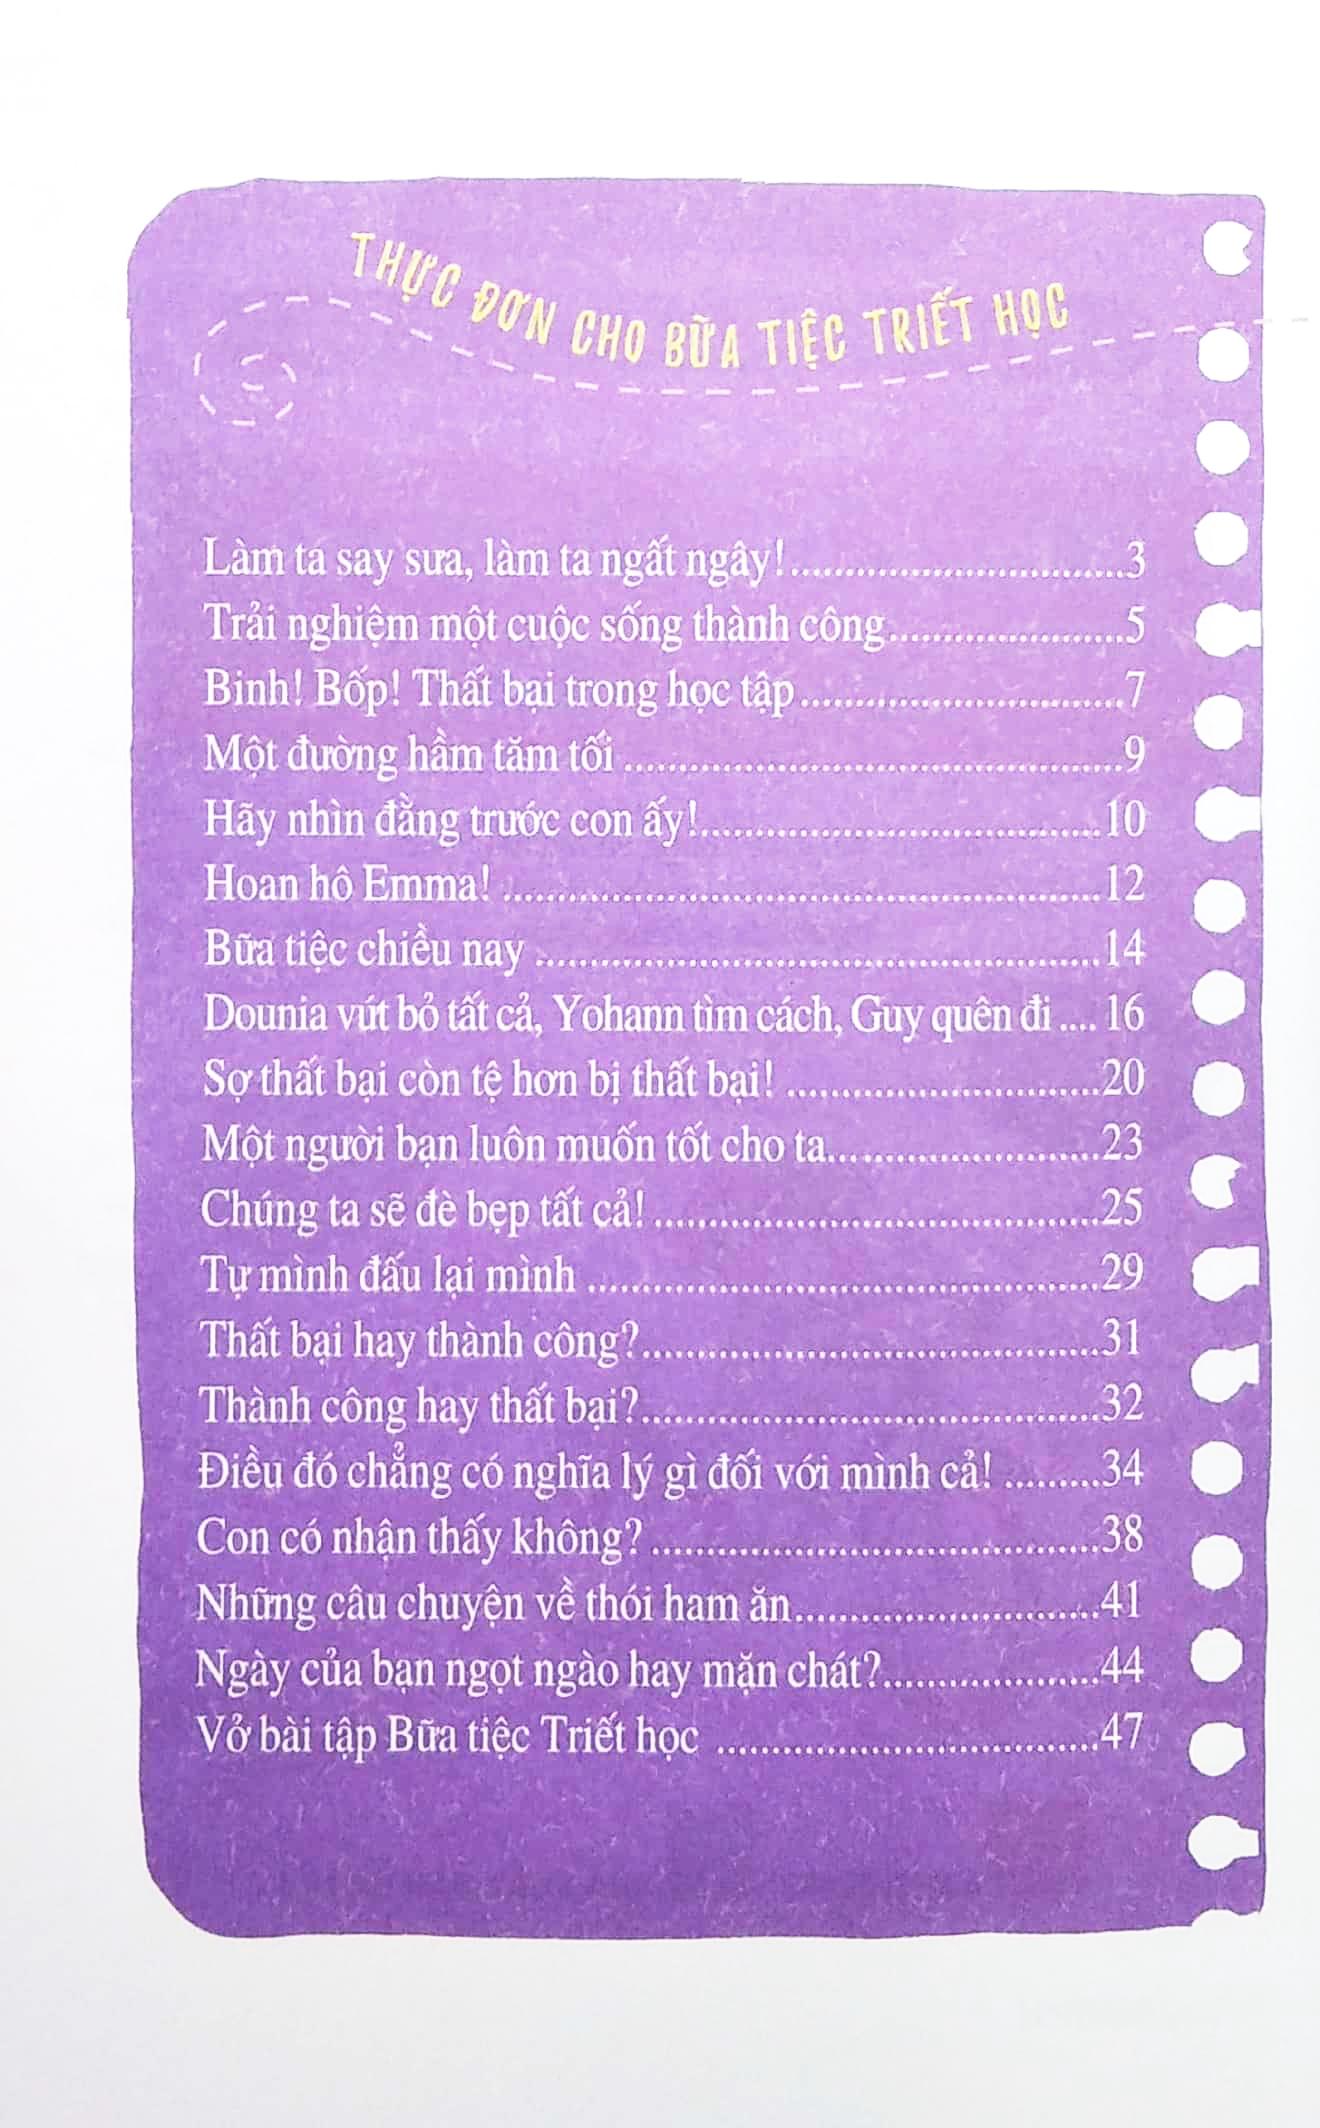 THỰC ĐƠN CHO BỮA TIỆC TRIẾT HỌC
Làm ta say sưa, làm ta ngất ngây!..............................3
Trải nghiệm một cuộc sống thành công......................5
Binh! Bốp! Thất bại trong học tập..............................7
Một đường hầm tăm tối..............................................9
Hãy nhìn đằng trước con ấy!....................................10
Hoan hô Emma!......................................................12
Bữa tiệc chiều nay...................................................14
Dounia vứt bỏ tất cả, Yohann tìm cách, Guy quên đi .... 16
Sợ thất bại còn tệ hơn bị thất bại!............................20
Một người bạn luôn muốn tốt cho ta.........................23
Chúng ta sẽ đè bẹp tất cả!........................................25
Tự mình đấu lại mình..............................................29
Thất bại hay thành công?.........................................31
Thành công hay thất bại?.........................................32
Điều đó chẳng có nghĩa lý gì đối với mình cả!.........34
Con có nhận thấy không?........................................38
Những câu chuyện về thói ham ăn...........................41
Ngày của bạn ngọt ngào hay mặn chát?...................44
Vở bài tập Bữa tiệc Triết học ..................................47